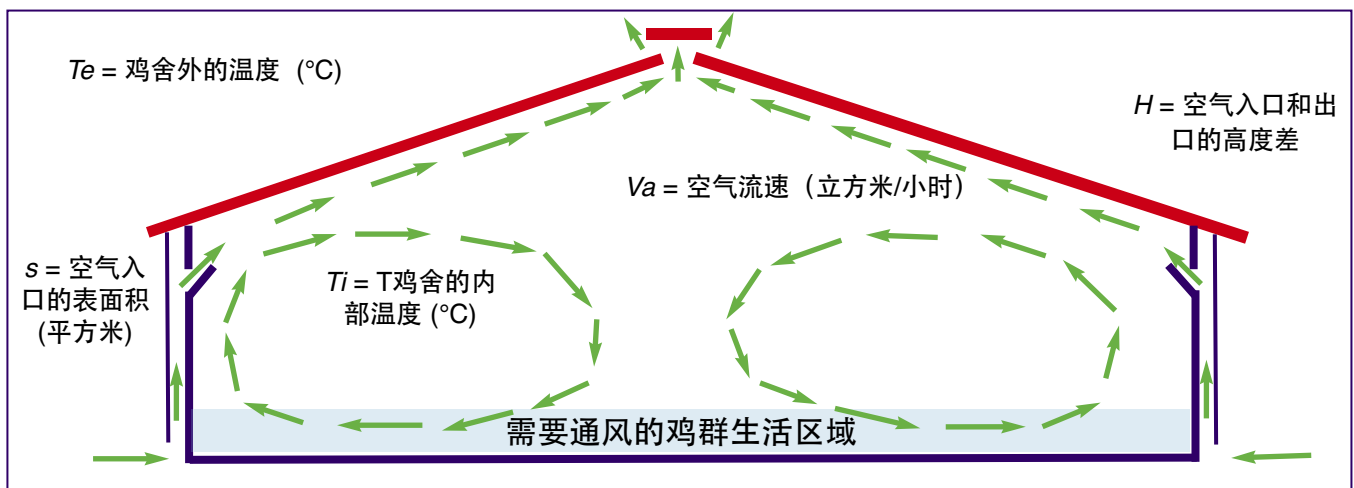 Te = 鸡舍外的温度 (°C)
H = 空气入口和出
口的高度差
Va = 空气流速（立方米/小时）
s = 空气入
口的表面积
(平方米)
Ti = T鸡舍的内
部温度 (°C)
需要通风的鸡群生活区域